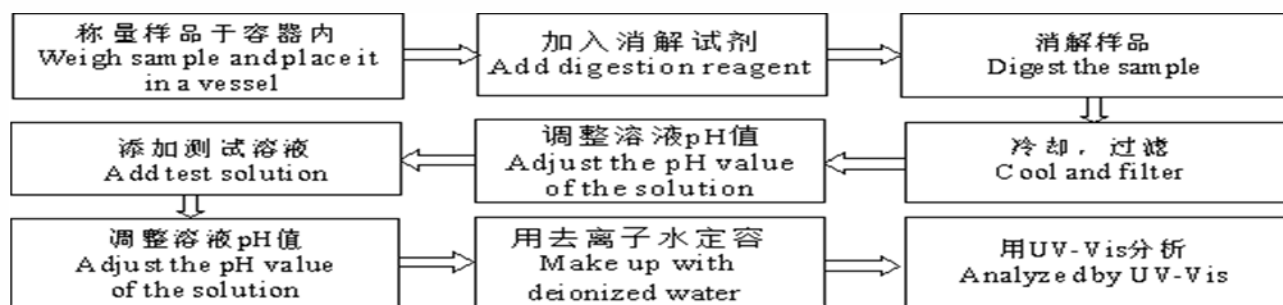 称量样品于容器内
Weigh sample and place it
in a vessel
加入消解试剂
Add digestion reagent
消解样品
Digest the sample
冷却，过滤
Cool and filter
调整溶液pH值
Adjust the pH value
of the solution
添加测试溶液
Add test solution
调整溶液pH值
Adjust the pH value
of the solution
用去离子水定容
Make up with
deionized water
用UV-Vis分析
Analyzed by UV-Vis